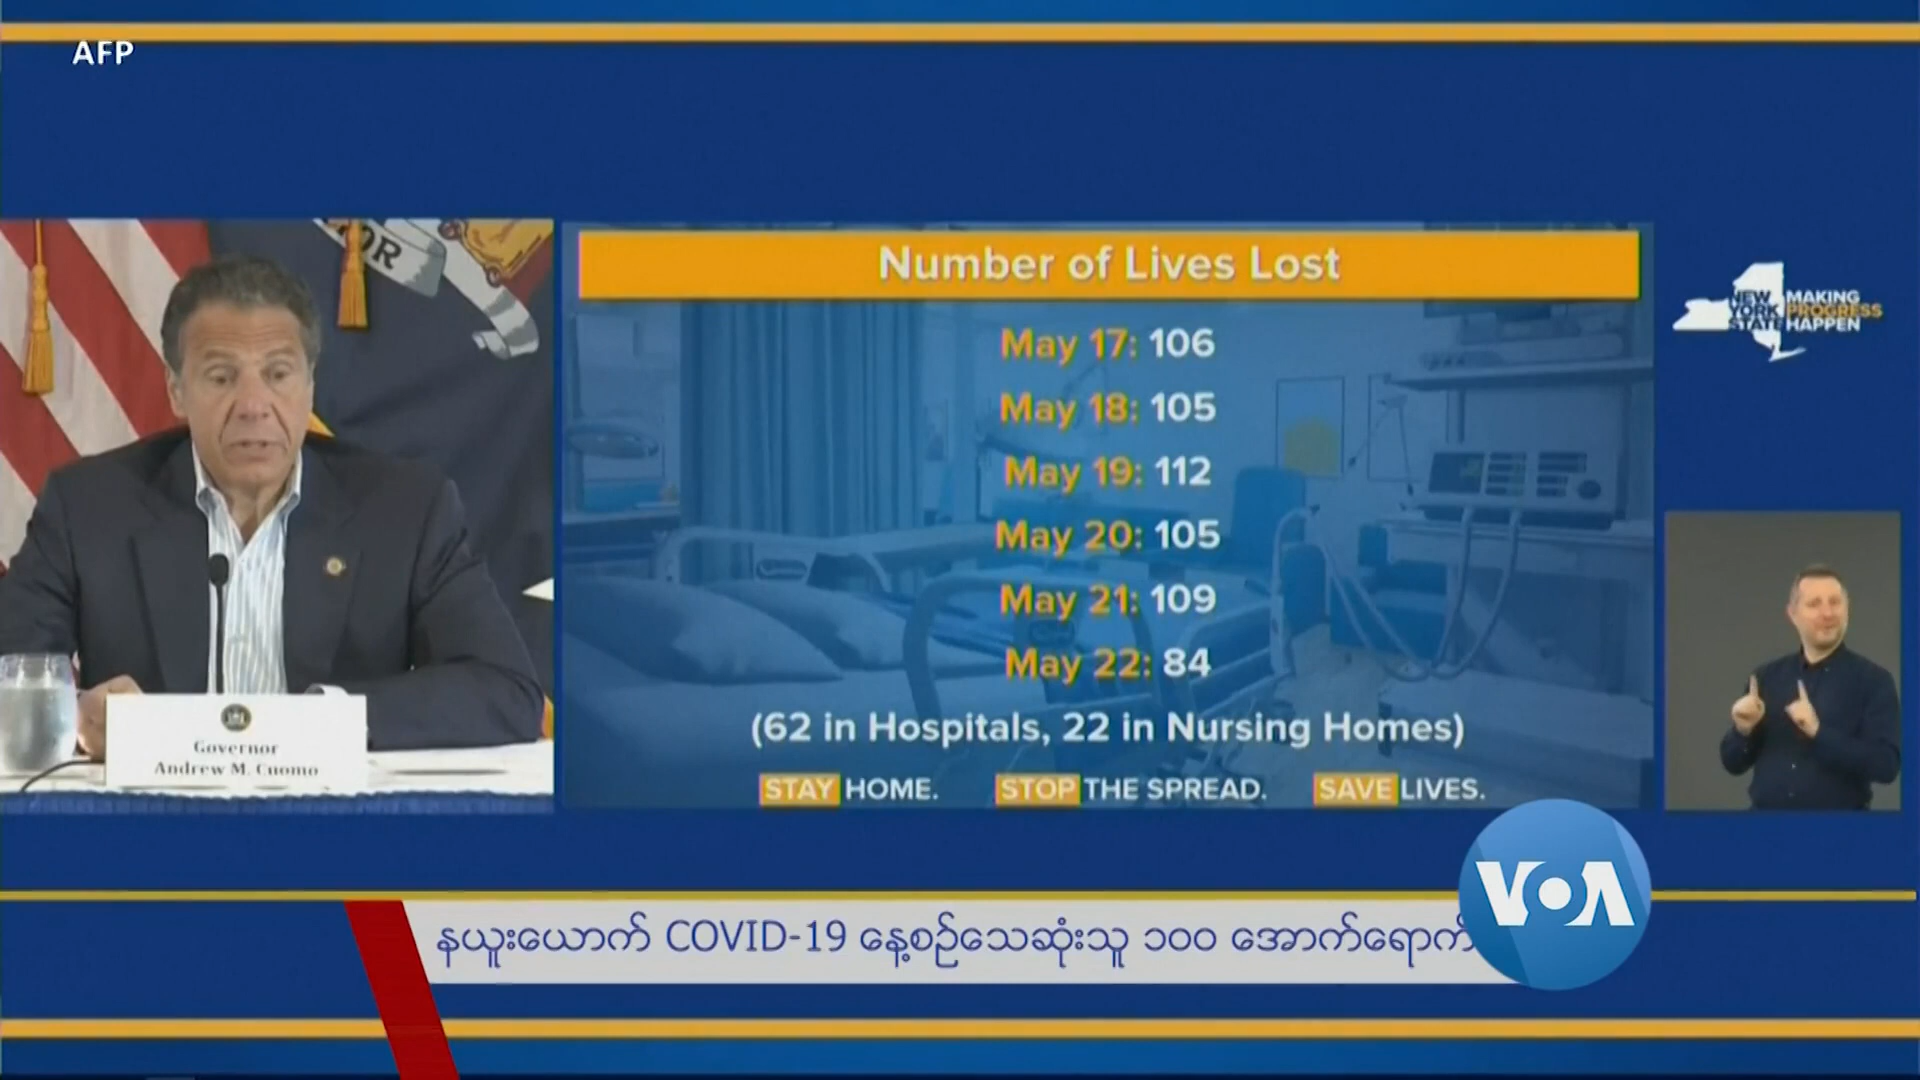 AFP
OR
Number of Lives Lost
May 17: 106
May 18: 105
May 19: 112
May 20: 105
May 21: 109
May 22: 84
(62 in Hospitals, 22 in Nursing Homes)
STAY HOME. STOP THE SPREAD. SAVE LIVES.
NEW YORK STATE
MAKING PROGRESS HAPPEN
Governor
Andrew M. Cuomo
နယူးယောက် COVID-19 နေ့စဉ်သေဆုံးသူ ၁၀၀ အောက်ရောက်
VOA